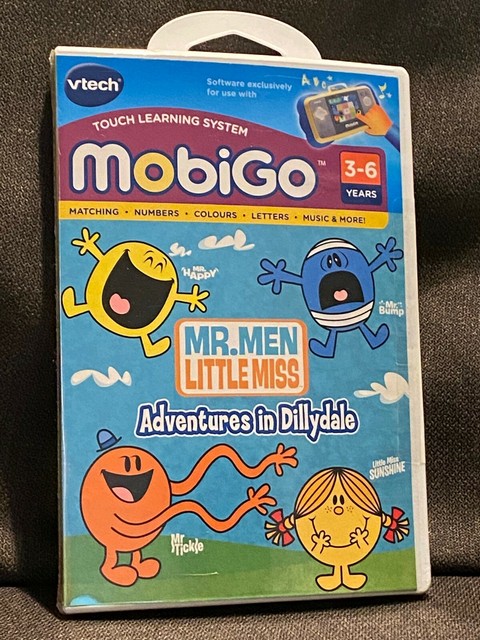 vtech
Software exclusively
for use with
TOUCH LEARNING SYSTEM
MobiGo™
3-6
YEARS
MATCHING • NUMBERS • COLOURS • LETTERS • MUSIC & MORE!
MR. HAPPY
Mr. Bump
MR. MEN
LITTLE MISS
Adventures in Dillydale
Little Miss
SUNSHINE
Mr.
Tickle